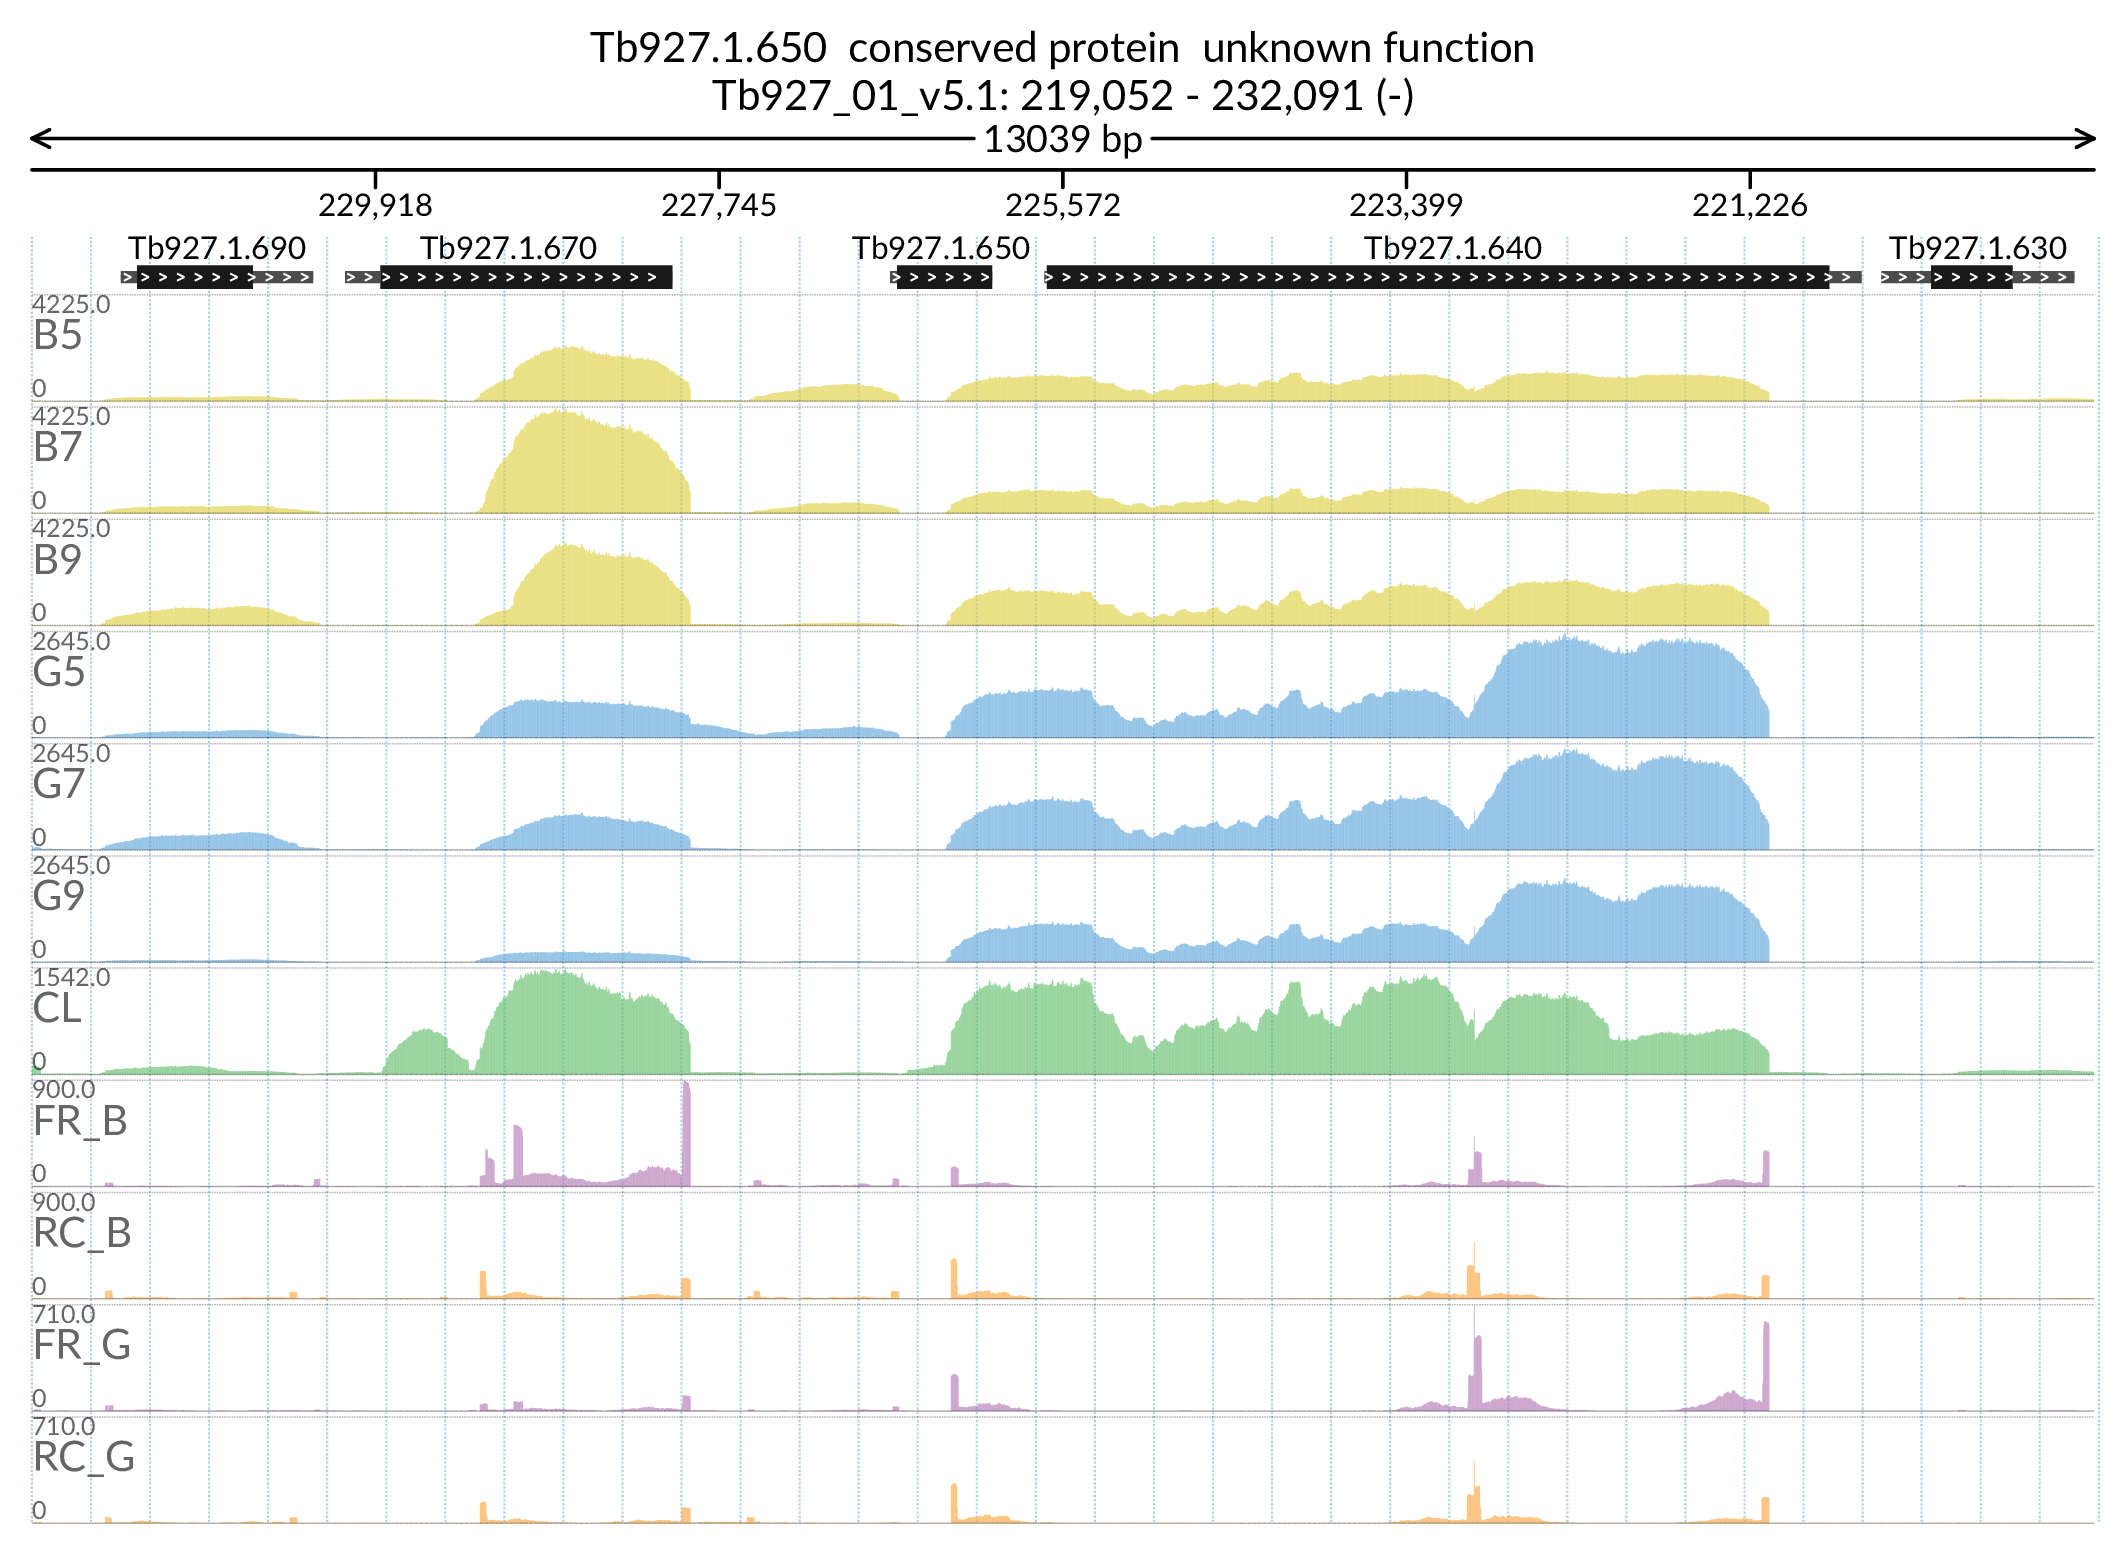 Tb927.1.650  conserved protein  unknown function
Tb927_01_v5.1: 219,052 - 232,091 (-)
13039 bp
229,918 227,745 225,572 223,399 221,226
Tb927.1.690 Tb927.1.670 Tb927.1.650 Tb927.1.640 Tb927.1.630
4225.0
B5
0
4225.0
B7
0
4225.0
B9
0
2645.0
G5
0
2645.0
G7
0
2645.0
G9
0
1542.0
CL
0
900.0
FR_B
0
900.0
RC_B
0
710.0
FR_G
0
710.0
RC_G
0